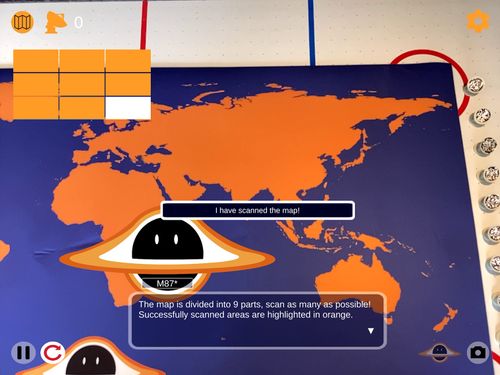 0
I have scanned the map!
M87*
The map is divided into 9 parts, scan as many as possible!
Successfully scanned areas are highlighted in orange.